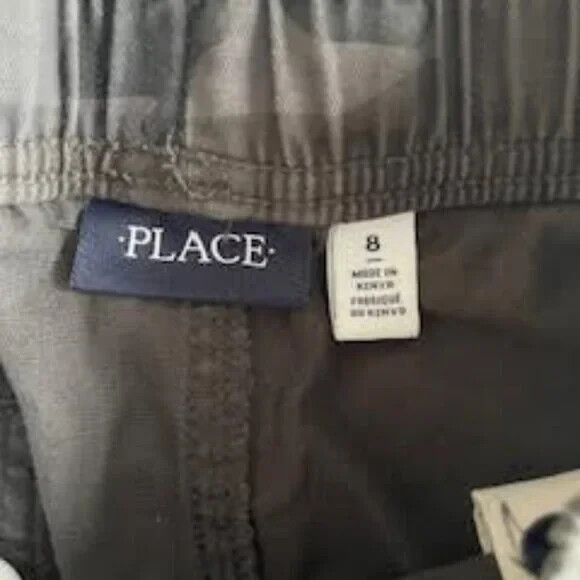 ·PLACE·
8
MADE IN
KENYA
FABRIQUÉ
AU KENYA